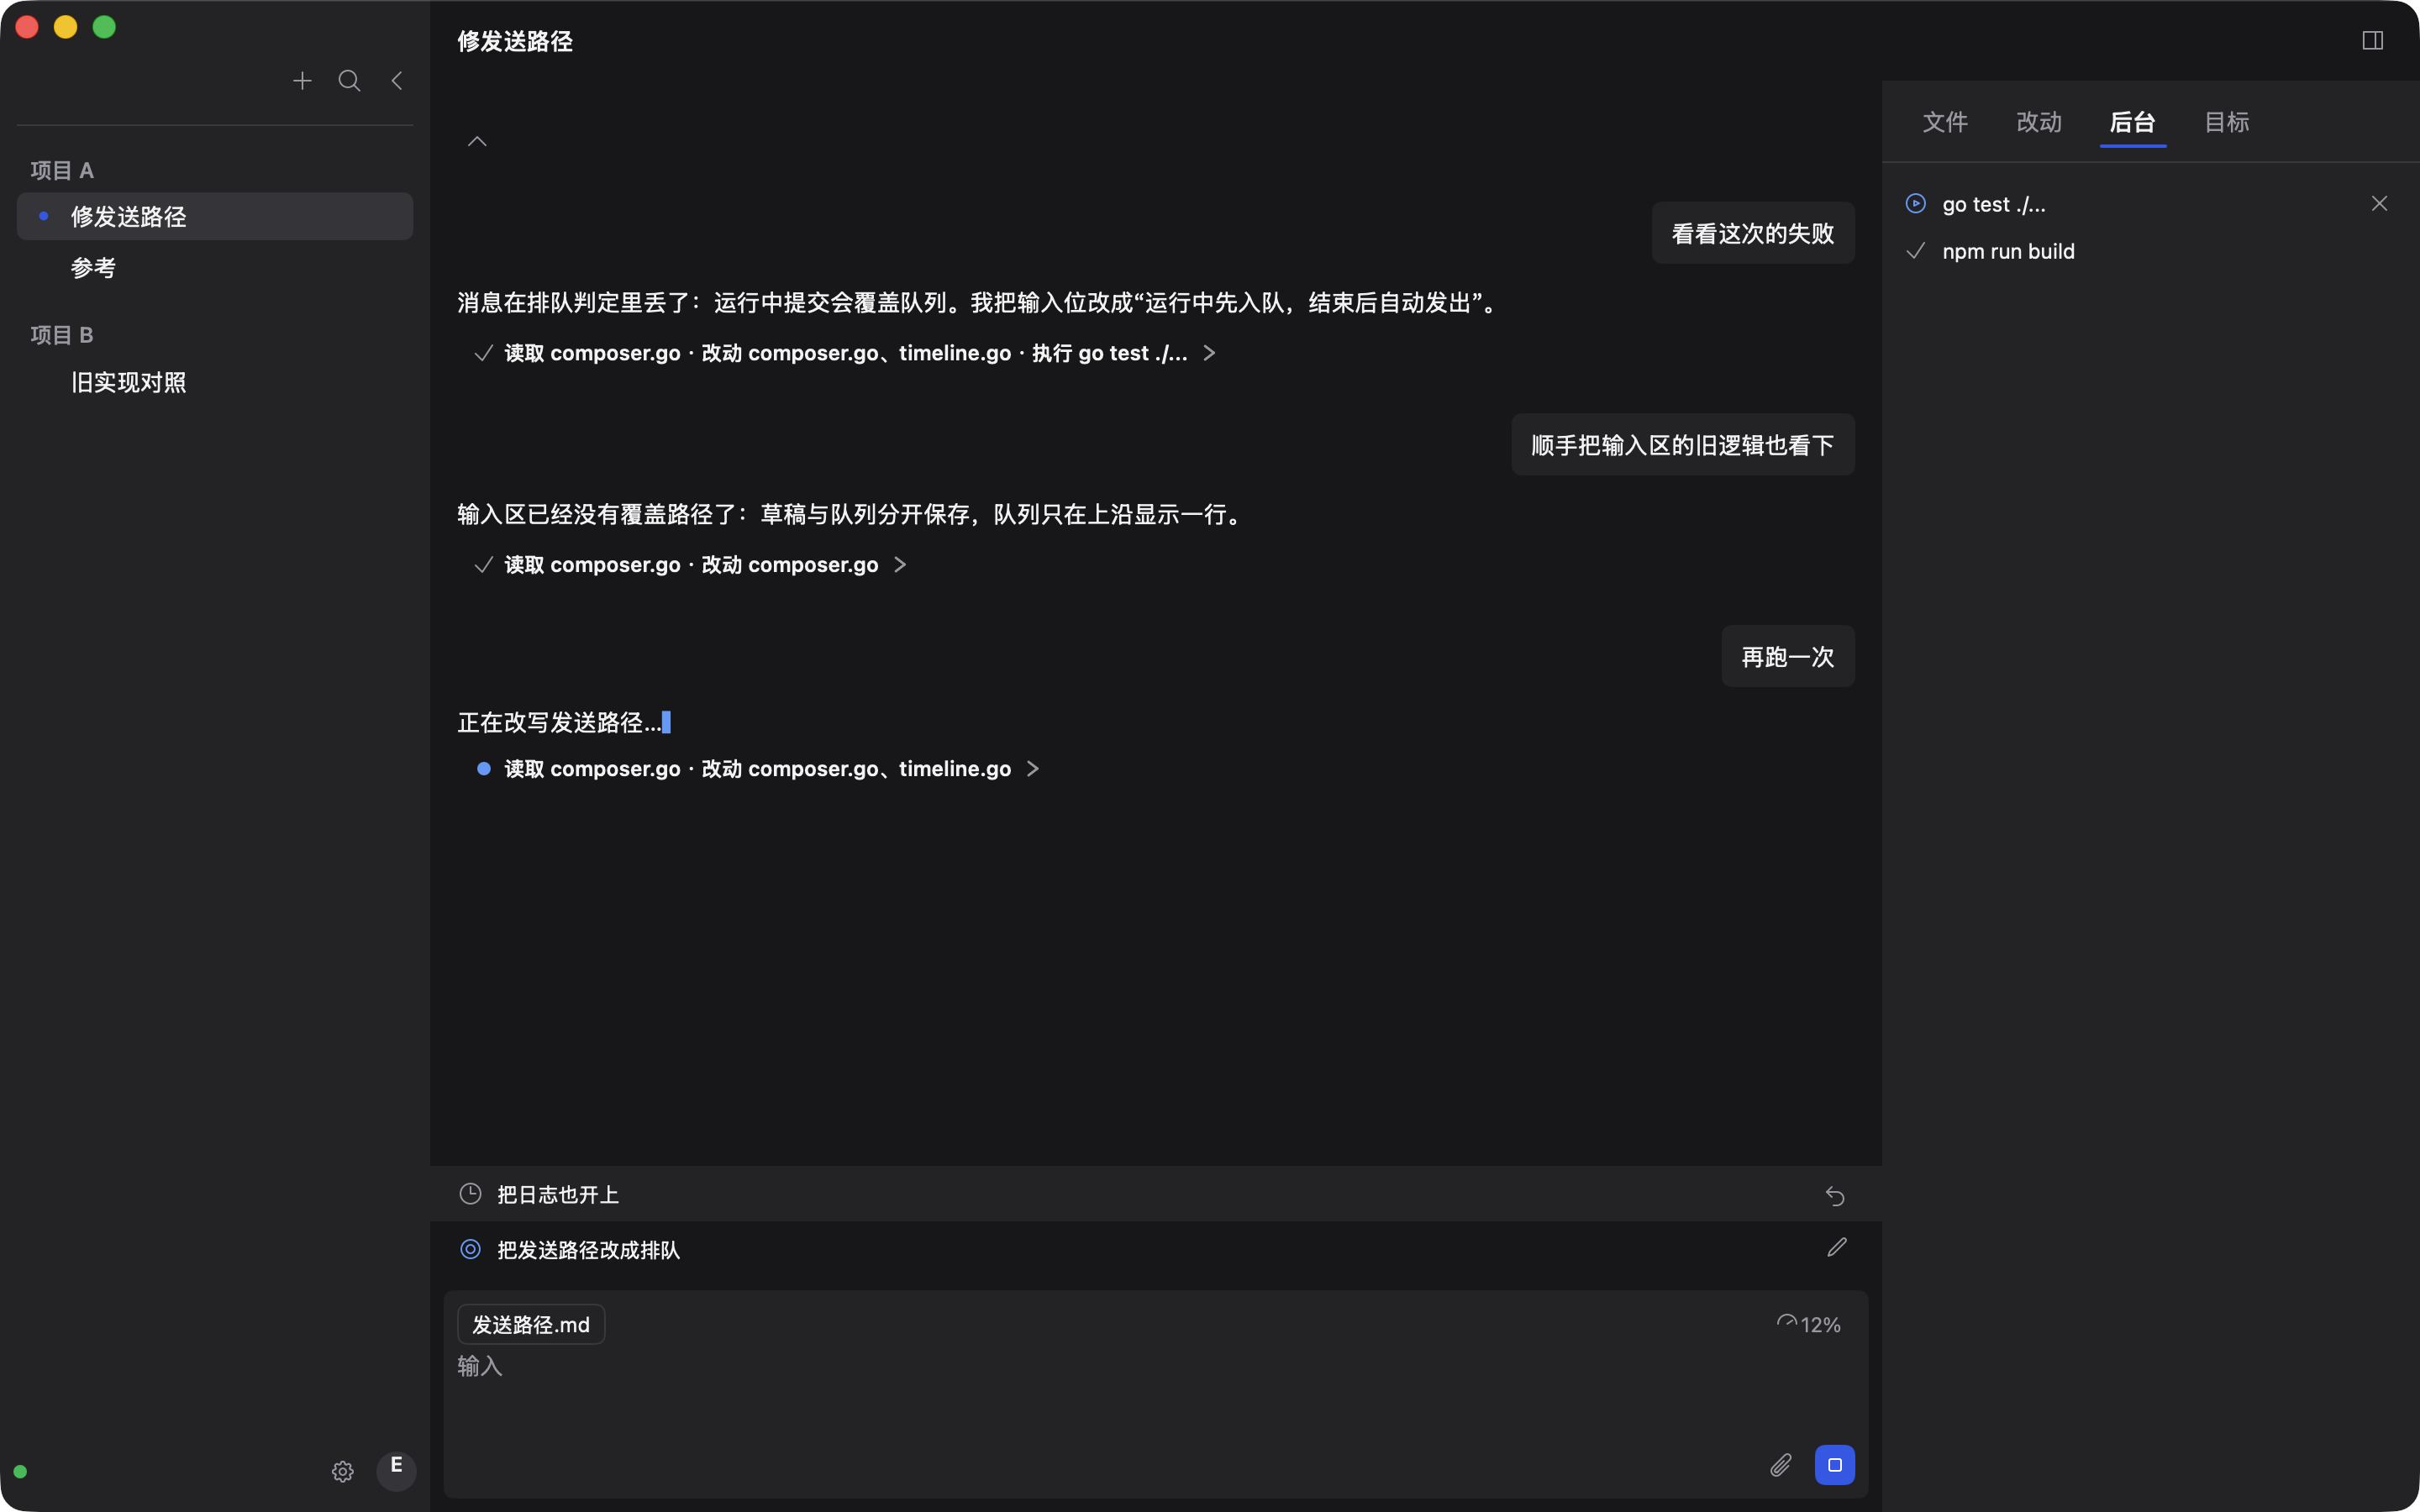 修发送路径
项目 A
修发送路径
参考
项目 B
旧实现对照
E
看看这次的失败
消息在排队判定里丢了：运行中提交会覆盖队列。我把输入位改成“运行中先入队，结束后自动发出”。
读取 composer.go · 改动 composer.go、timeline.go · 执行 go test ./...
顺手把输入区的旧逻辑也看下
输入区已经没有覆盖路径了：草稿与队列分开保存，队列只在上沿显示一行。
读取 composer.go · 改动 composer.go
再跑一次
正在改写发送路径...
读取 composer.go · 改动 composer.go、timeline.go
把日志也开上
把发送路径改成排队
发送路径.md
12%
输入
文件 改动 后台 目标
go test ./...
npm run build